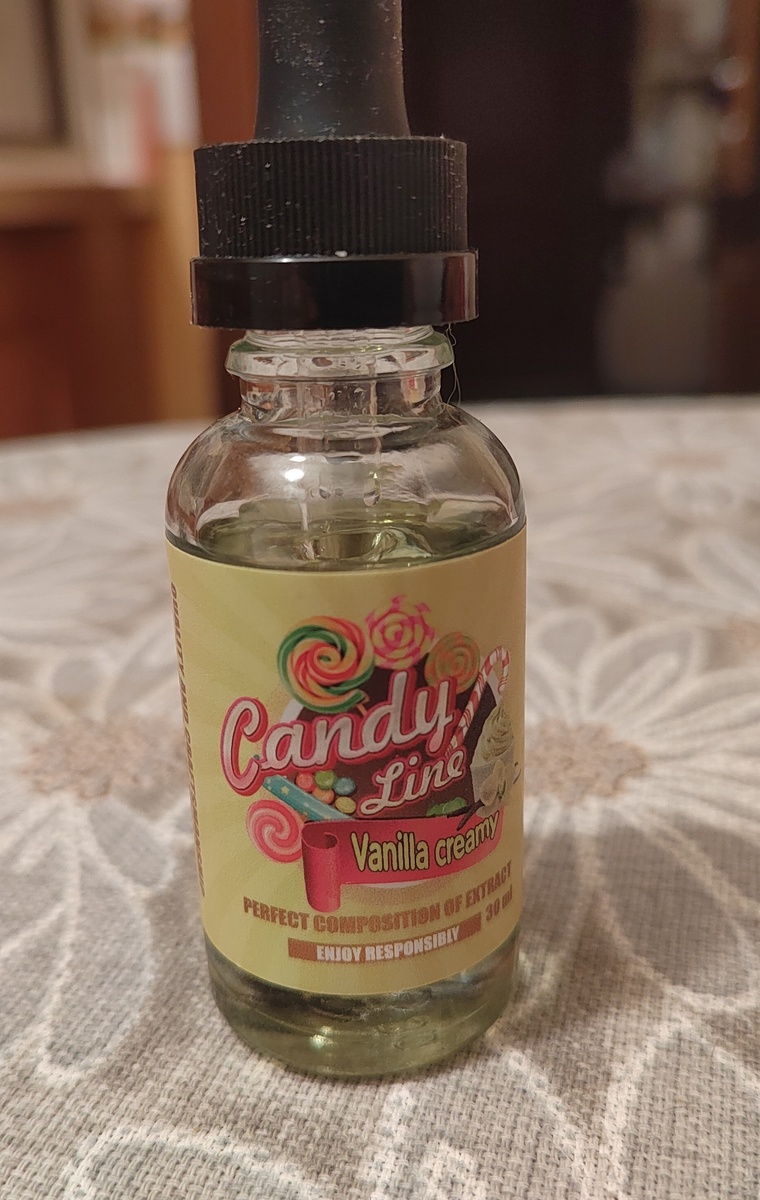 Candy
Line
Vanilla creamy
PERFECT COMPOSITION OF EXTRACT
30 ml
ENJOY RESPONSIBLY